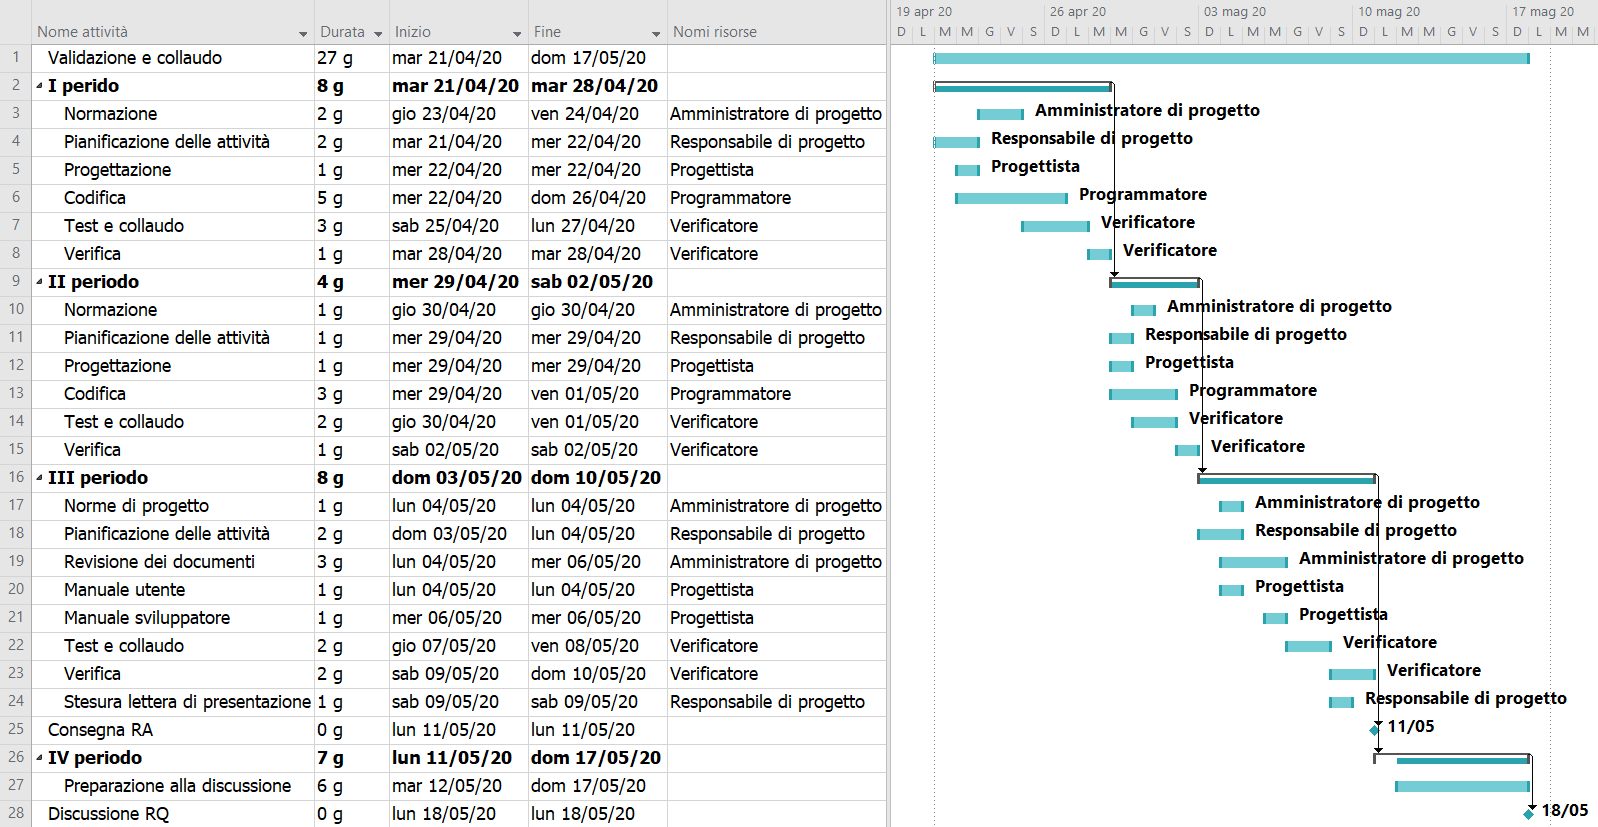 19 apr 20 26 apr 20 03 mag 20 10 mag 20 17 mag 20
Nome attività Durata Inizio Fine Nomi risorse D L M M G V S D L M M G V S D L M M G V S D L M M G V S D L M M
1 Validazione e collaudo 27 g mar 21/04/20 dom 17/05/20
2 I perido 8 g mar 21/04/20 mar 28/04/20
3 Normazione 2 g gio 23/04/20 ven 24/04/20 Amministratore di progetto Amministratore di progetto
4 Pianificazione delle attività 2 g mar 21/04/20 mer 22/04/20 Responsabile di progetto Responsabile di progetto
5 Progettazione 1 g mer 22/04/20 mer 22/04/20 Progettista Progettista
6 Codifica 5 g mer 22/04/20 dom 26/04/20 Programmatore Programmatore
7 Test e collaudo 3 g sab 25/04/20 lun 27/04/20 Verificatore Verificatore
8 Verifica 1 g mar 28/04/20 mar 28/04/20 Verificatore Verificatore
9 II periodo 4 g mer 29/04/20 sab 02/05/20
10 Normazione 1 g gio 30/04/20 gio 30/04/20 Amministratore di progetto Amministratore di progetto
11 Pianificazione delle attività 1 g mer 29/04/20 mer 29/04/20 Responsabile di progetto Responsabile di progetto
12 Progettazione 1 g mer 29/04/20 mer 29/04/20 Progettista Progettista
13 Codifica 3 g mer 29/04/20 ven 01/05/20 Programmatore Programmatore
14 Test e collaudo 2 g gio 30/04/20 ven 01/05/20 Verificatore Verificatore
15 Verifica 1 g sab 02/05/20 sab 02/05/20 Verificatore Verificatore
16 III periodo 8 g dom 03/05/20 dom 10/05/20
17 Norme di progetto 1 g lun 04/05/20 lun 04/05/20 Amministratore di progetto Amministratore di progetto
18 Pianificazione delle attività 2 g dom 03/05/20 lun 04/05/20 Responsabile di progetto Responsabile di progetto
19 Revisione dei documenti 3 g lun 04/05/20 mer 06/05/20 Amministratore di progetto Amministratore di progetto
20 Manuale utente 1 g lun 04/05/20 lun 04/05/20 Progettista Progettista
21 Manuale sviluppatore 1 g mer 06/05/20 mer 06/05/20 Progettista Progettista
22 Test e collaudo 2 g gio 07/05/20 ven 08/05/20 Verificatore Verificatore
23 Verifica 2 g sab 09/05/20 dom 10/05/20 Verificatore Verificatore
24 Stesura lettera di presentazione 1 g sab 09/05/20 sab 09/05/20 Responsabile di progetto Responsabile di progetto
25 Consegna RA 0 g lun 11/05/20 lun 11/05/20 11/05
26 IV periodo 7 g lun 11/05/20 dom 17/05/20
27 Preparazione alla discussione 6 g mar 12/05/20 dom 17/05/20
28 Discussione RQ 0 g lun 18/05/20 lun 18/05/20 18/05